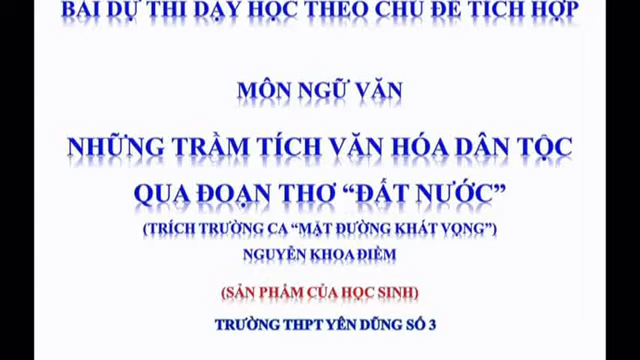 BÀI DỰ THI DẠY HỌC THEO CHỦ ĐỀ TÍCH HỢP
MÔN NGỮ VĂN
NHỮNG TRẦM TÍCH VĂN HÓA DÂN TỘC
QUA ĐOẠN THƠ “ĐẤT NƯỚC”
(TRÍCH TRƯỜNG CA “MẶT ĐƯỜNG KHÁT VỌNG”)
NGUYỄN KHOA ĐIỀM
(SẢN PHẨM CỦA HỌC SINH)
TRƯỜNG THPT YÊN DŨNG SỐ 3